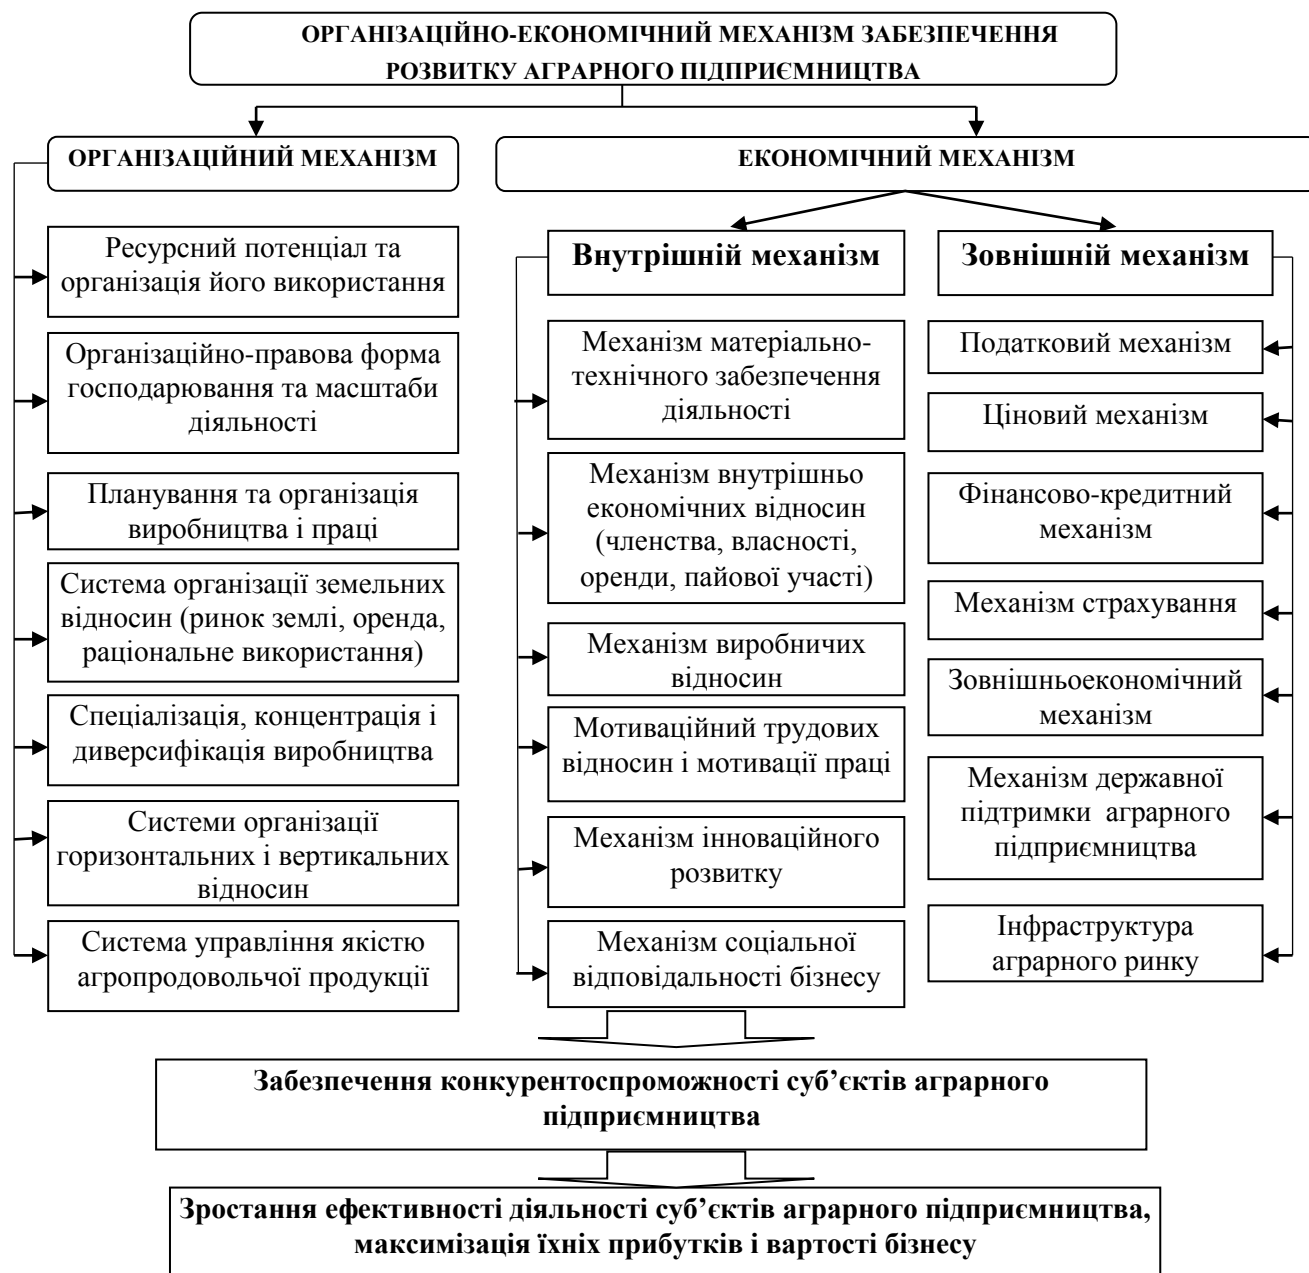 ОРГАНІЗАЦІЙНО-ЕКОНОМІЧНИЙ МЕХАНІЗМ ЗАБЕЗПЕЧЕННЯ
РОЗВИТКУ АГРАРНОГО ПІДПРИЄМНИЦТВА
ОРГАНІЗАЦІЙНИЙ МЕХАНІЗМ
ЕКОНОМІЧНИЙ МЕХАНІЗМ
Ресурсний потенціал та
організація його використання
Організаційно-правова форма
господарювання та масштаби
діяльності
Планування та організація
виробництва і праці
Система організації земельних
відносин (ринок землі, оренда,
раціональне використання)
Спеціалізація, концентрація і
диверсифікація виробництва
Системи організації
горизонтальних і вертикальних
відносин
Система управління якістю
агропродовольчої продукції
Внутрішній механізм
Механізм матеріально-
технічного забезпечення
діяльності
Механізм внутрішньо
економічних відносин
(членства, власності,
оренди, пайової участі)
Механізм виробничих
відносин
Мотиваційний трудових
відносин і мотивації праці
Механізм інноваційного
розвитку
Механізм соціальної
відповідальності бізнесу
Зовнішній механізм
Податковий механізм
Ціновий механізм
Фінансово-кредитний
механізм
Механізм страхування
Зовнішньоекономічний
механізм
Механізм державної
підтримки аграрного
підприємництва
Інфраструктура
аграрного ринку
Забезпечення конкурентоспроможності суб’єктів аграрного
підприємництва
Зростання ефективності діяльності суб’єктів аграрного підприємництва,
максимізація їхніх прибутків і вартості бізнесу